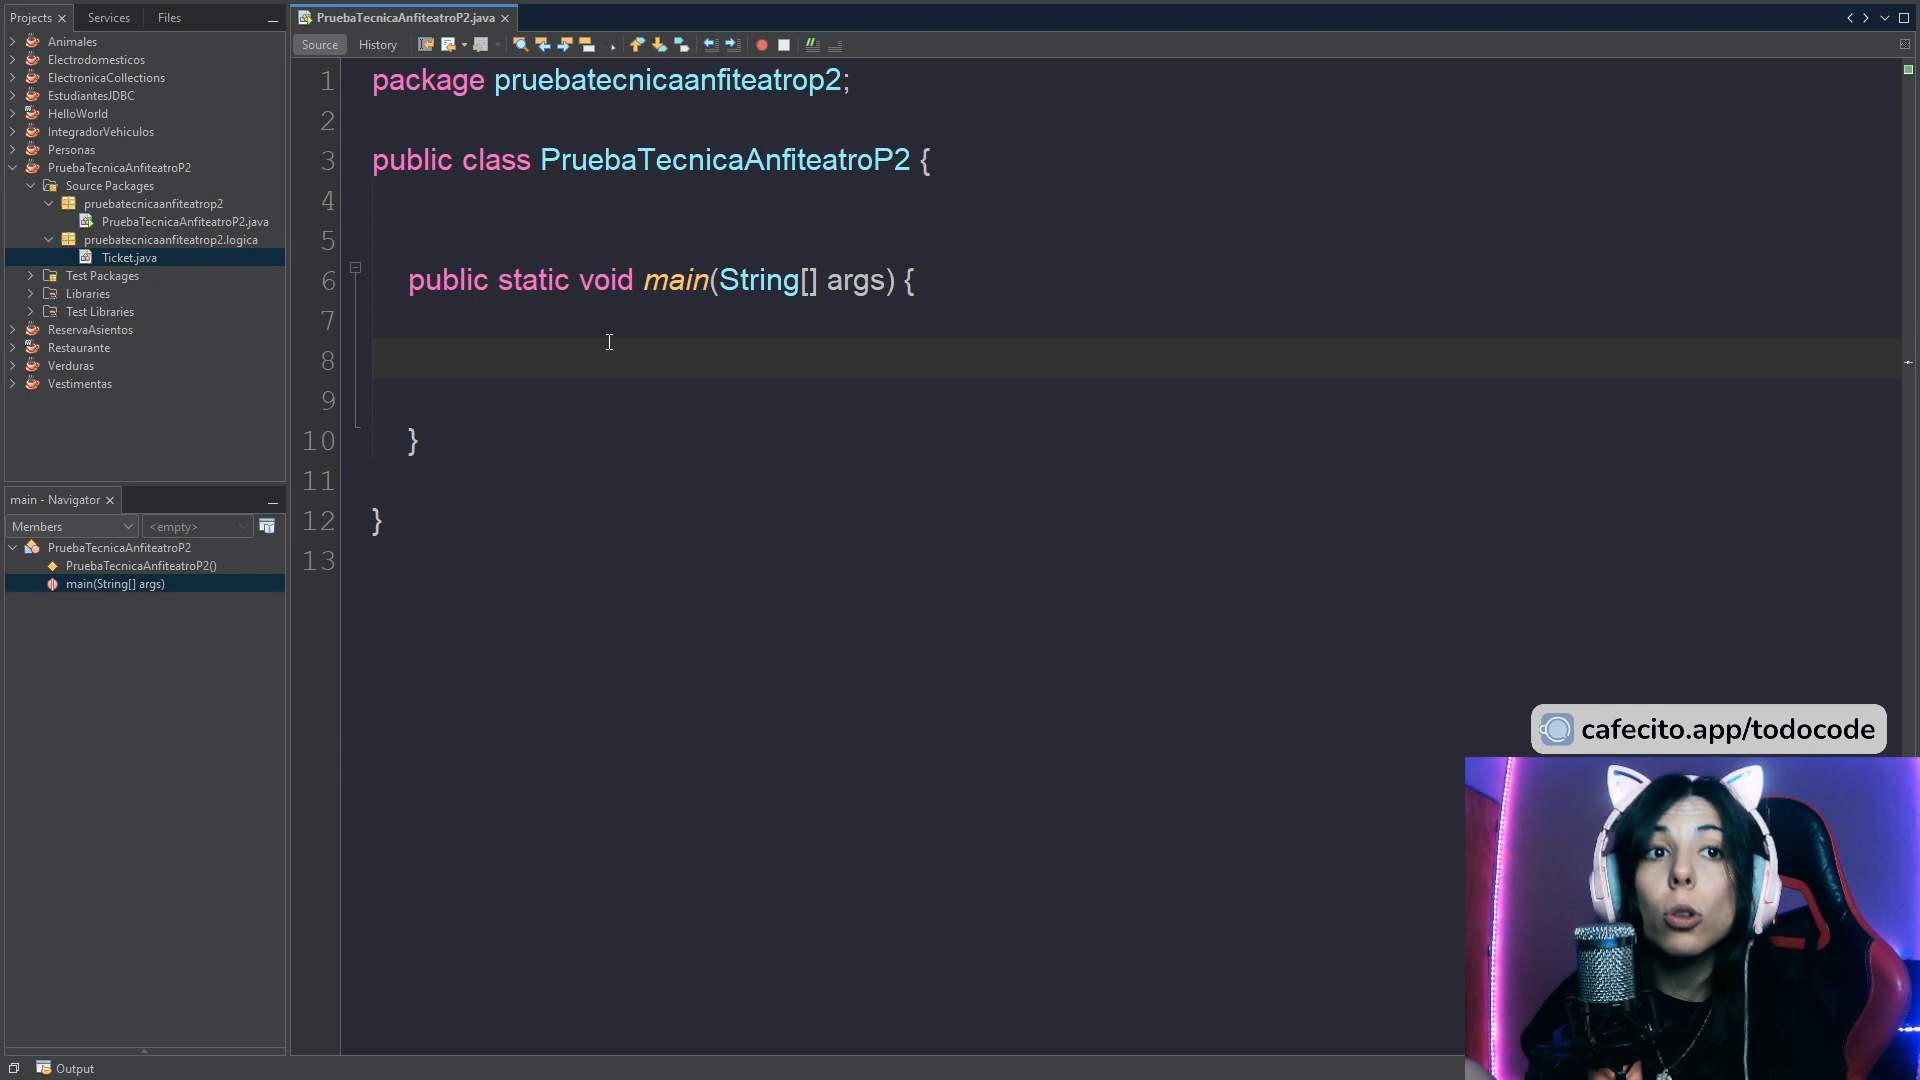 Projects
Services
Files
Animales
Electrodomesticos
ElectronicaCollections
EstudiantesJDBC
HelloWorld
IntegradorVehiculos
Personas
PruebaTecnicaAnfiteatroP2
Source Packages
pruebatecnicaanfiteatrop2
PruebaTecnicaAnfiteatroP2.java
pruebatecnicaanfiteatrop2.logica
Ticket.java
Test Packages
Libraries
Test Libraries
ReservaAsientos
Restaurante
Verduras
Vestimentas
main - Navigator
Members
<empty>
PruebaTecnicaAnfiteatroP2
PruebaTecnicaAnfiteatroP2()
main(String[] args)
Output
PruebaTecnicaAnfiteatroP2.java
Source
History
1 package pruebatecnicaanfiteatrop2;
2
3 public class PruebaTecnicaAnfiteatroP2 {
4
5
6 public static void main(String[] args) {
7
8
9
10 }
11
12 }
13
cafecito.app/todocode